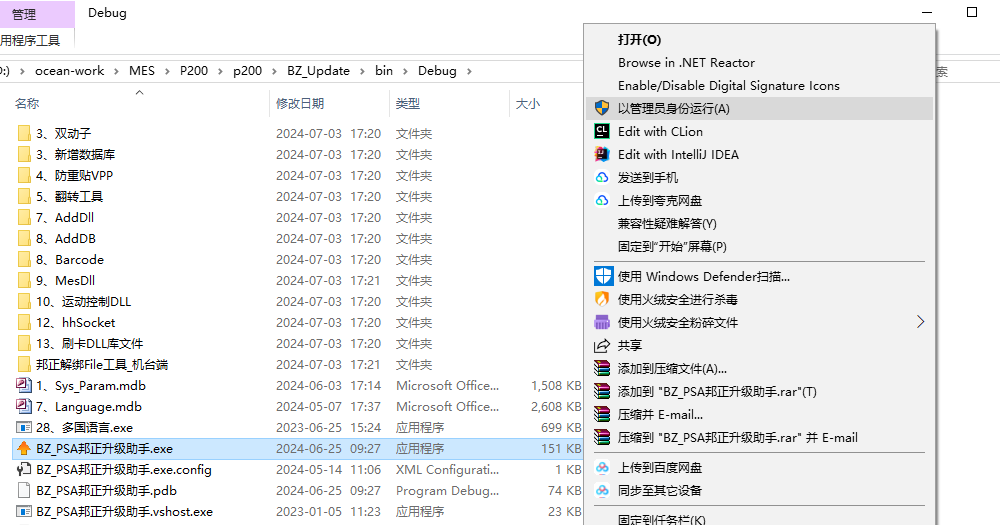 管理 Debug
用程序工具
ocean-work MES P200 p200 BZ_Update bin Debug 索
名称 修改日期 类型 大小
3、双动子 2024-07-03 17:20 文件夹
3、新增数据库 2024-07-03 17:20 文件夹
4、防重贴VPP 2024-07-03 17:20 文件夹
5、翻转工具 2024-07-03 17:20 文件夹
7、AddDll 2024-07-03 17:20 文件夹
8、AddDB 2024-07-03 17:20 文件夹
8、Barcode 2024-07-03 17:20 文件夹
9、MesDll 2024-07-03 17:21 文件夹
10、运动控制DLL 2024-07-03 17:20 文件夹
12、hhSocket 2024-07-03 17:20 文件夹
13、刷卡DLL库文件 2024-07-03 17:20 文件夹
邦正解绑File工具_机台端 2024-07-03 17:21 文件夹
1、Sys_Param.mdb 2024-06-03 17:14 Microsoft Office... 1,508 KB
7、Language.mdb 2024-05-07 17:37 Microsoft Office... 2,608 KB
28、多国语言.exe 2023-06-25 15:24 应用程序 699 KB
BZ_PSA邦正升级助手.exe 2024-06-25 09:27 应用程序 151 KB
BZ_PSA邦正升级助手.exe.config 2024-05-14 11:06 XML Configurati... 1 KB
BZ_PSA邦正升级助手.pdb 2024-06-25 09:27 Program Debug... 74 KB
BZ_PSA邦正升级助手.vshost.exe 2023-01-05 11:23 应用程序 23 KB
打开(O)
Browse in .NET Reactor
Enable/Disable Digital Signature Icons
以管理员身份运行(A)
Edit with CLion
Edit with IntelliJ IDEA
发送到手机
上传到夸克网盘
兼容性疑难解答(Y)
固定到"开始"屏幕(P)
使用 Windows Defender扫描...
使用火绒安全进行杀毒
使用火绒安全粉碎文件
共享
添加到压缩文件(A)...
添加到 "BZ_PSA邦正升级助手.rar"(T)
压缩并 E-mail...
压缩到 "BZ_PSA邦正升级助手.rar" 并 E-mail
上传到百度网盘
同步至其它设备
固定到任务栏(K)